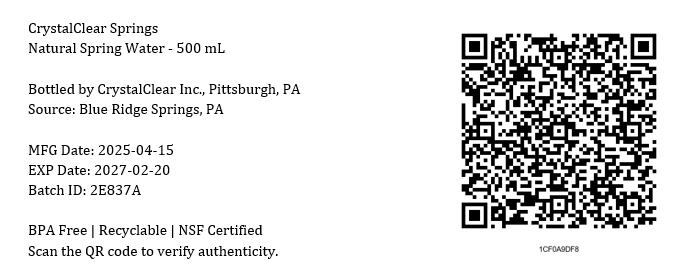 CrystalClear Springs
Natural Spring Water - 500 mL
Bottled by CrystalClear Inc., Pittsburgh, PA
Source: Blue Ridge Springs, PA
MFG Date: 2025-04-15
EXP Date: 2027-02-20
Batch ID: 2E837A
BPA Free | Recyclable | NSF Certified
Scan the QR code to verify authenticity.
1CF0A9DF8